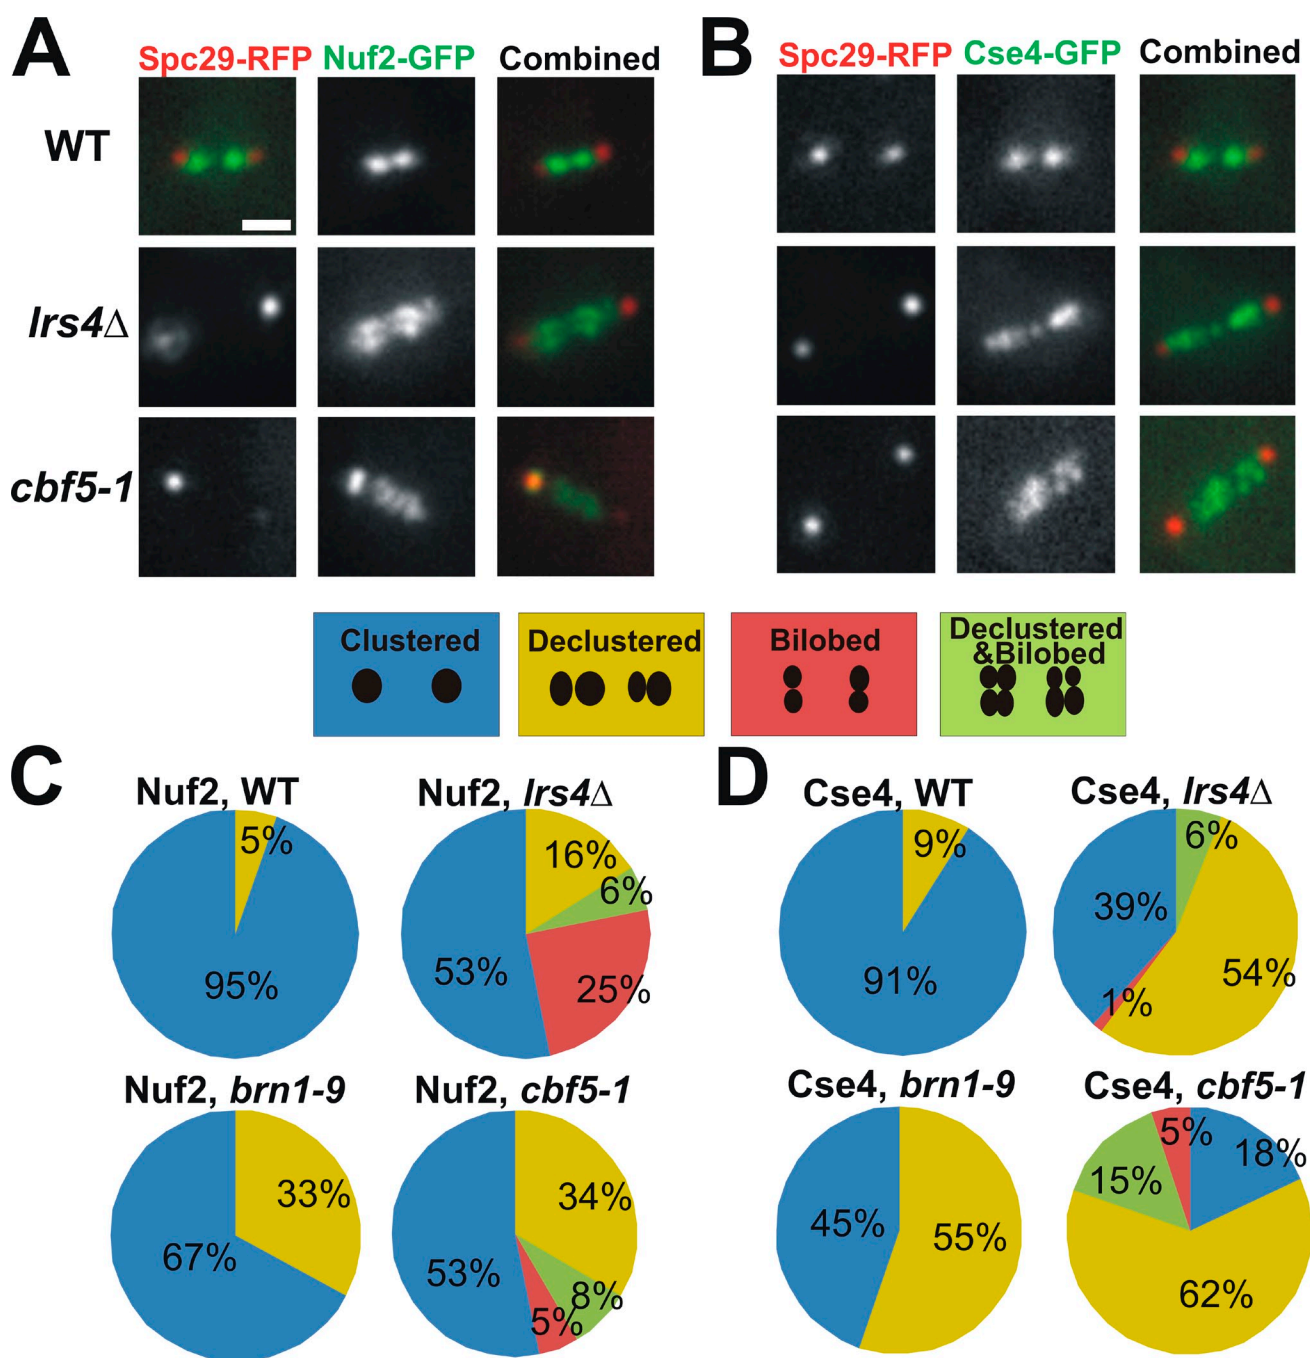 A
Spc29-RFP Nuf2-GFP Combined
WT
lrs4Δ
cbf5-1
B
Spc29-RFP Cse4-GFP Combined
Clustered
Declustered
Bilobed
Declustered
&Bilobed
C
Nuf2, WT
5%
95%
Nuf2, lrs4Δ
16%
6%
53%
25%
Nuf2, brn1-9
33%
67%
Nuf2, cbf5-1
34%
53%
8%
5%
D
Cse4, WT
9%
91%
Cse4, lrs4Δ
6%
39%
54%
1%
Cse4, brn1-9
45%
55%
Cse4, cbf5-1
5%
18%
15%
62%